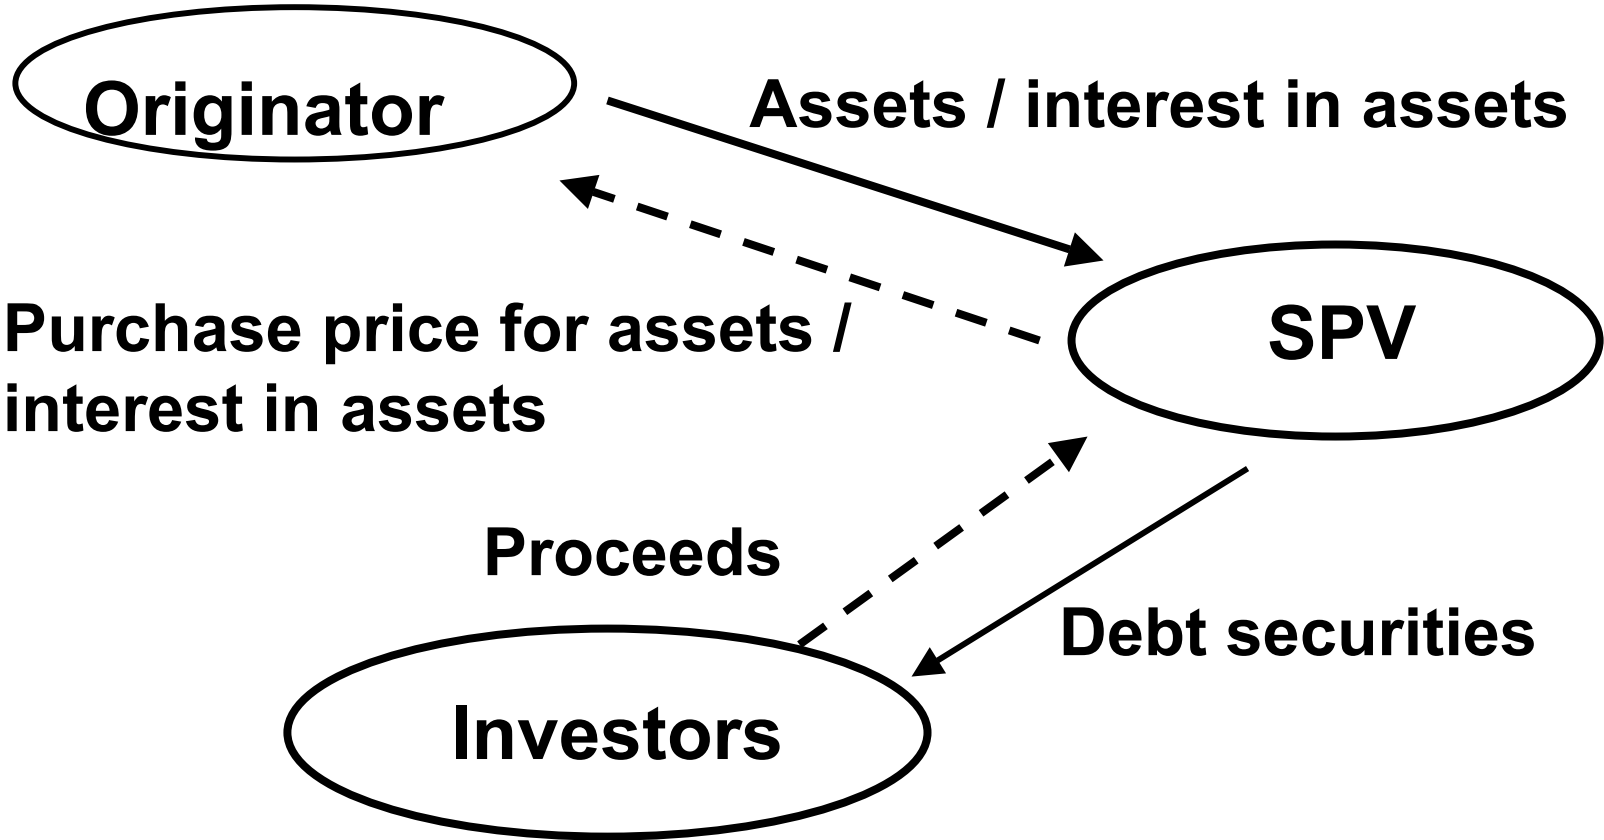 Originator
Assets / interest in assets
SPV
Purchase price for assets /
interest in assets
Proceeds
Debt securities
Investors